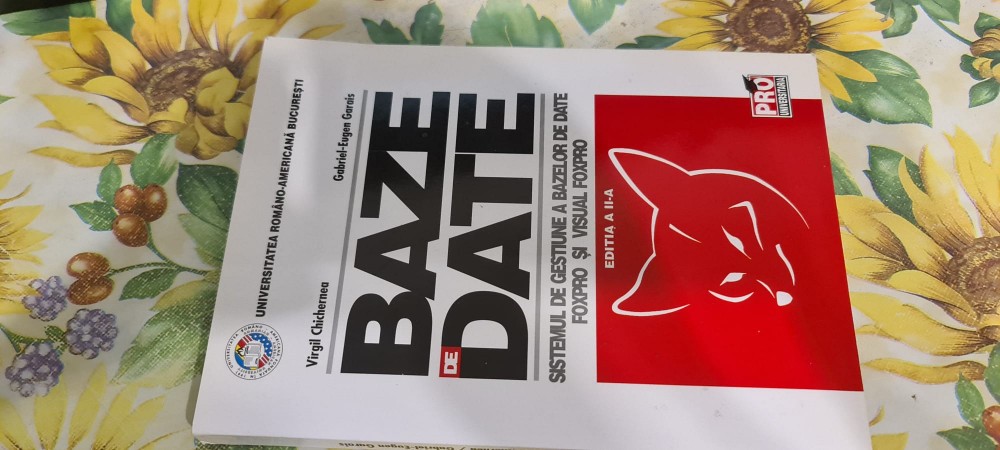 UNIVERSITATEA ROMÂNO-AMERICANĂ BUCUREȘTI
Virgil Chichernea
Gabriel-Eugen Garais
BAZE
DE
DATE
SISTEMUL DE GESTIUNE A BAZELOR DE DATE
FOXPRO ȘI VISUAL FOXPRO
EDITIA A II-A
PRO
UNIVERSITARIA
/ Gabriel-Eugen Garais